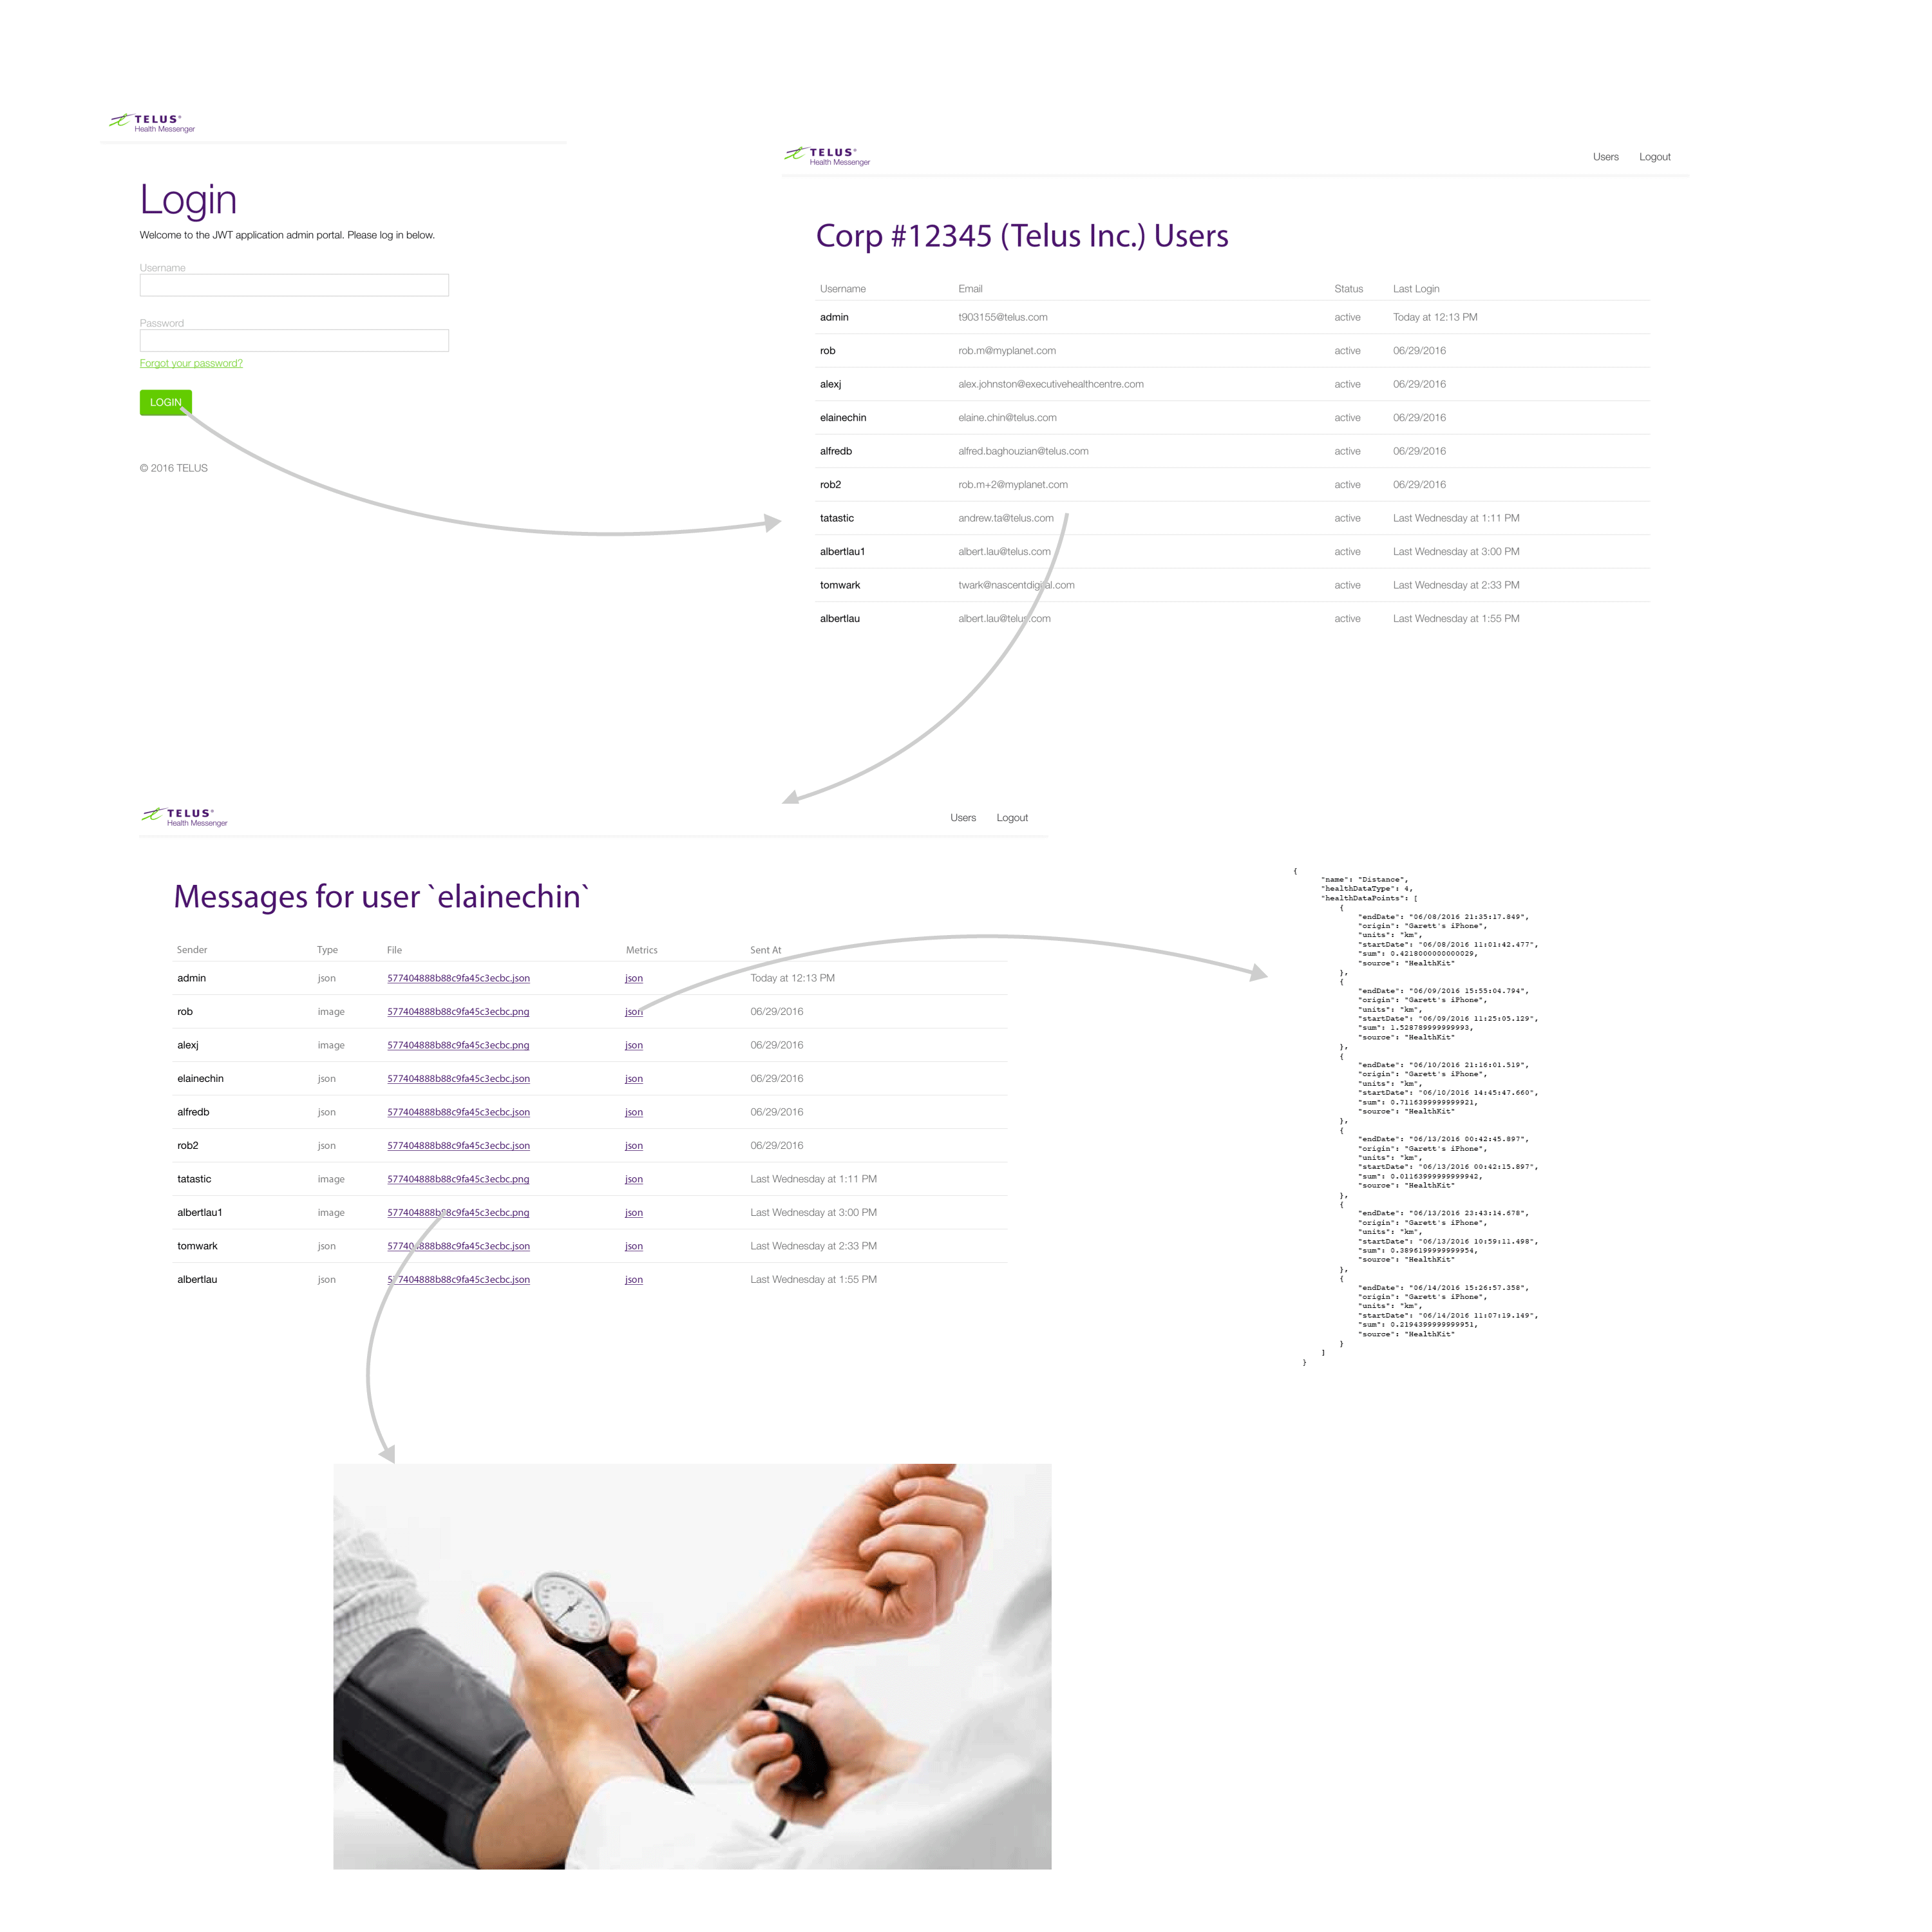 TELUS®
Health Messenger
Login
Welcome to the JWT application admin portal. Please log in below.
Username
Password
Forgot your password?
LOGIN
© 2016 TELUS
TELUS®
Health Messenger
Users Logout
Corp #12345 (Telus Inc.) Users
Username Email Status Last Login
admin t903155@telus.com active Today at 12:13 PM
rob rob.m@myplanet.com active 06/29/2016
alexj alex.johnston@executivehealthcentre.com active 06/29/2016
elainechin elaine.chin@telus.com active 06/29/2016
alfredb alfred.baghouzian@telus.com active 06/29/2016
rob2 rob.m+2@myplanet.com active 06/29/2016
tatastic andrew.ta@telus.com active Last Wednesday at 1:11 PM
albertlau1 albert.lau@telus.com active Last Wednesday at 3:00 PM
tomwark twark@nascentdigital.com active Last Wednesday at 2:33 PM
albertlau albert.lau@telus.com active Last Wednesday at 1:55 PM
TELUS®
Health Messenger
Users Logout
Messages for user `elainechin`
Sender Type File Metrics Sent At
admin json 577404888b88c9fa45c3ecbc.json json Today at 12:13 PM
rob image 577404888b88c9fa45c3ecbc.png json 06/29/2016
alexj image 577404888b88c9fa45c3ecbc.png json 06/29/2016
elainechin json 577404888b88c9fa45c3ecbc.json json 06/29/2016
alfredb json 577404888b88c9fa45c3ecbc.json json 06/29/2016
rob2 json 577404888b88c9fa45c3ecbc.json json 06/29/2016
tatastic image 577404888b88c9fa45c3ecbc.png json Last Wednesday at 1:11 PM
albertlau1 image 577404888b88c9fa45c3ecbc.png json Last Wednesday at 3:00 PM
tomwark json 577404888b88c9fa45c3ecbc.json json Last Wednesday at 2:33 PM
albertlau json 577404888b88c9fa45c3ecbc.json json Last Wednesday at 1:55 PM
{
"name": "Distance",
"healthDataType": 4,
"healthDataPoints": [
{
"endDate": "06/08/2016 21:35:17.849",
"origin": "Garett's iPhone",
"units": "km",
"startDate": "06/08/2016 11:01:42.477",
"sum": 0.4218000000000029,
"source": "HealthKit"
},
{
"endDate": "06/09/2016 15:55:04.794",
"origin": "Garett's iPhone",
"units": "km",
"startDate": "06/09/2016 11:25:05.129",
"sum": 1.528789999999993,
"source": "HealthKit"
},
{
"endDate": "06/10/2016 21:16:01.519",
"origin": "Garett's iPhone",
"units": "km",
"startDate": "06/10/2016 14:45:47.660",
"sum": 0.7116399999999921,
"source": "HealthKit"
},
{
"endDate": "06/13/2016 00:42:45.897",
"origin": "Garett's iPhone",
"units": "km",
"startDate": "06/13/2016 00:42:15.897",
"sum": 0.01163999999999942,
"source": "HealthKit"
},
{
"endDate": "06/13/2016 23:43:14.678",
"origin": "Garett's iPhone",
"units": "km",
"startDate": "06/13/2016 10:59:11.498",
"sum": 0.3896199999999954,
"source": "HealthKit"
},
{
"endDate": "06/14/2016 15:26:57.358",
"origin": "Garett's iPhone",
"units": "km",
"startDate": "06/14/2016 11:07:19.149",
"sum": 0.2194399999999951,
"source": "HealthKit"
}
]
}